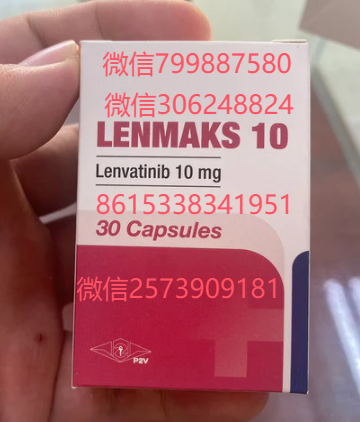 微信799887580
微信306248824
LENMAKS 10
Lenvatinib 10 mg
8615338341951
30 Capsules
微信2573909181
P2V